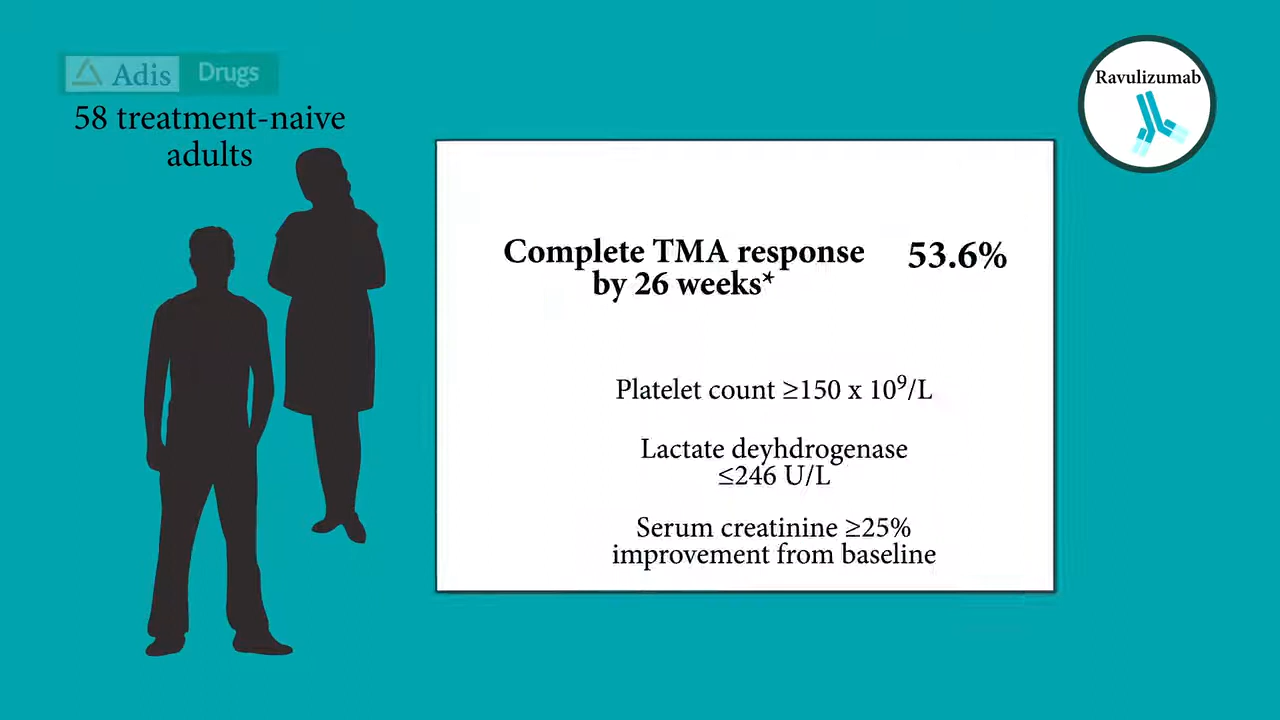 Adis Drugs
58 treatment-naive
adults
Ravulizumab
Complete TMA response 53.6%
by 26 weeks*
Platelet count ≥150 x 10⁹/L
Lactate deyhdrogenase
≤246 U/L
Serum creatinine ≥25%
improvement from baseline